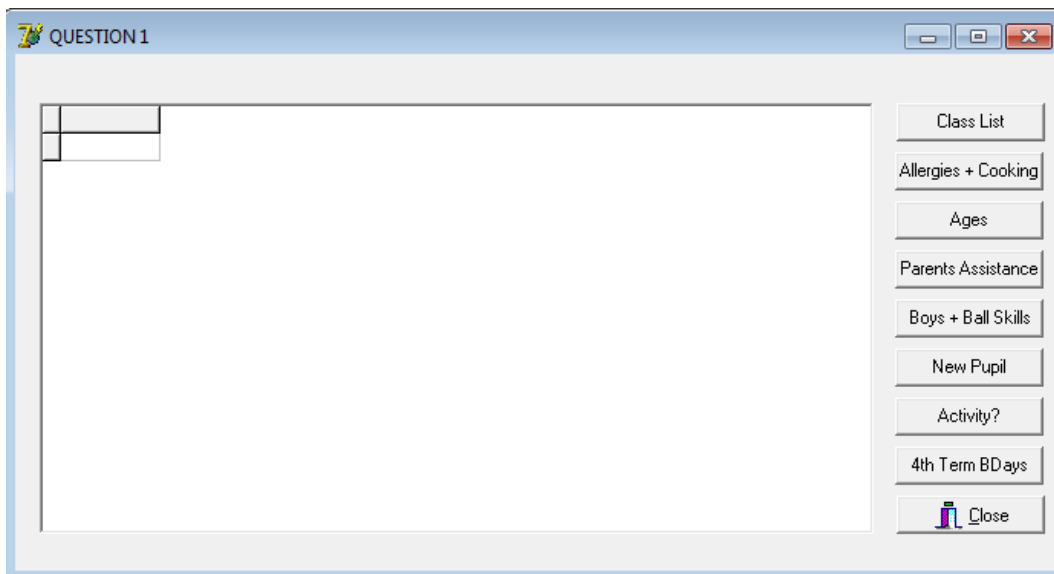 QUESTION 1
Class List
Allergies + Cooking
Ages
Parents Assistance
Boys + Ball Skills
New Pupil
Activity?
4th Term BDays
Close